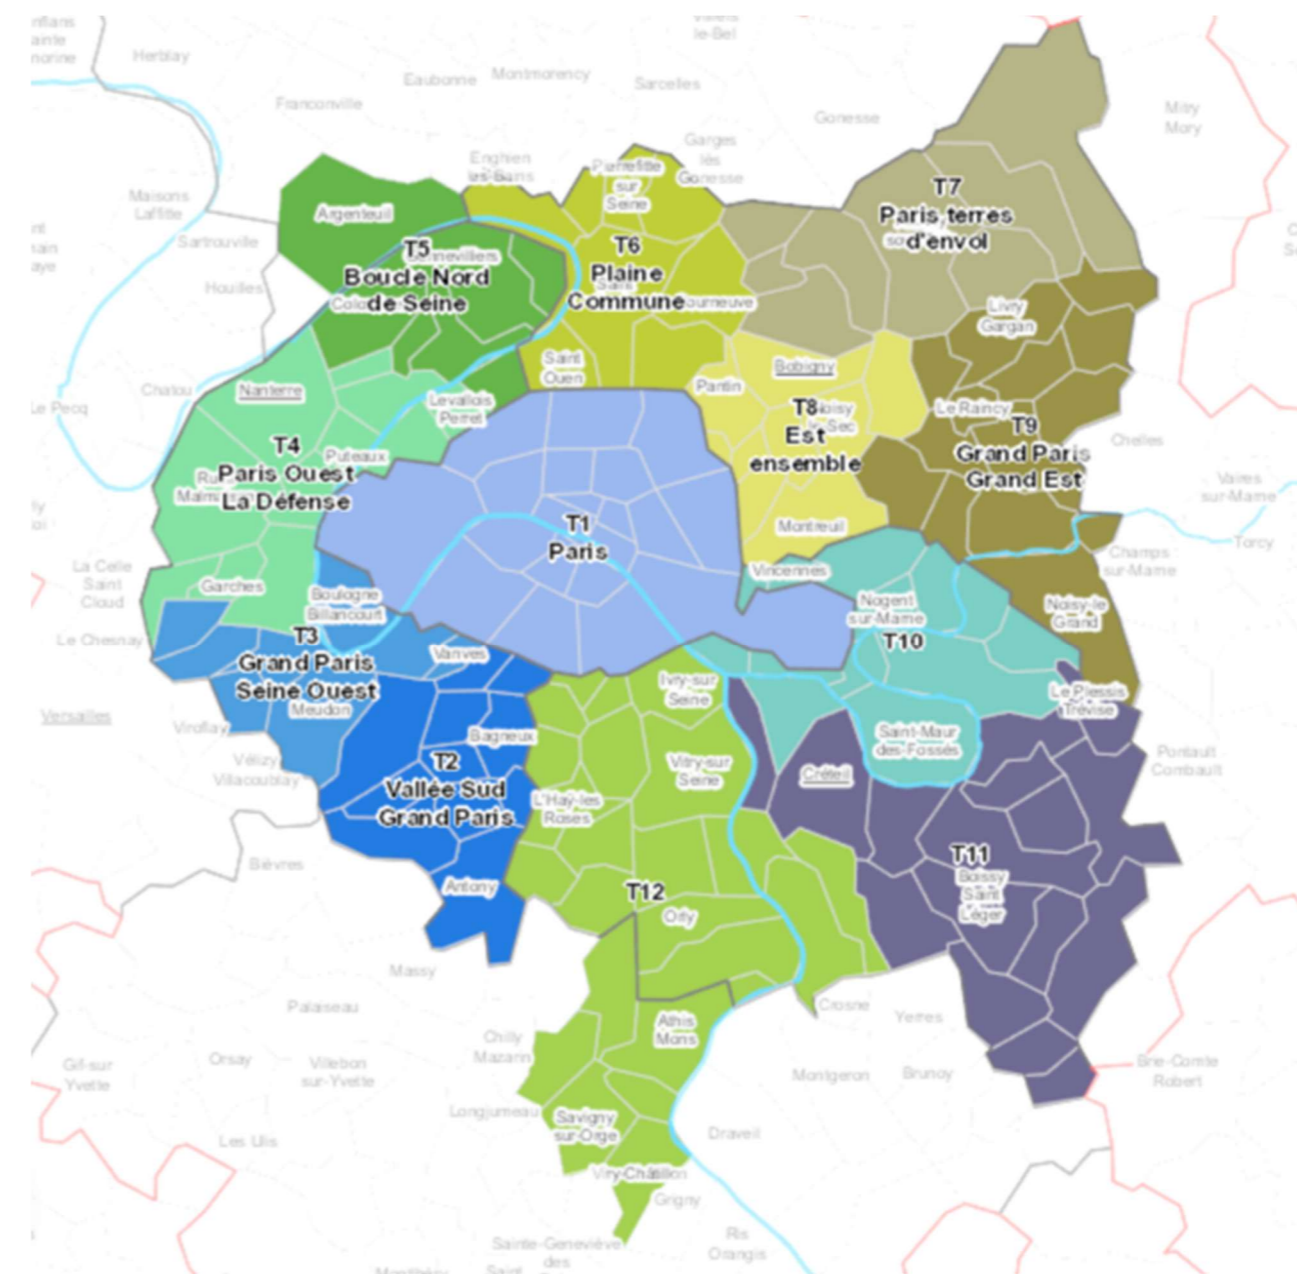 le-Bel
Herblay
Eaubonne
Montmorency
Sarcelles
Franconville
Gonesse
Mitry
Mory
Garges
lès
Gonesse
Enghien
les-Bains
Pierrefitte
sur
Seine
Maisons
Laffitte
Argenteuil
T7
Paris terres
d'envol
Sartrouville
T5
Boucle Nord
de Seine
T6
Plaine
Commune
Houilles
Livry
Gargan
Saint
Ouen
Bobigny
Pantin
Chatou
Nanterre
Le Pecq
Levallois
Perret
T8
Est
ensemble
Le Raincy
T9
Grand Paris
Grand Est
Chelles
T4
Paris Ouest
La Défense
Puteaux
Vaires
sur-Marne
T1
Paris
Montreuil
Torcy
Champs
sur-Marne
La Celle
Saint
Cloud
Garches
Vincennes
Boulogne
Billancourt
Nogent
sur-Marne
Noisy-le
Grand
Le Chesnay
T3
Grand Paris
Seine Ouest
Vanves
T10
Ivry-sur
Seine
Le Plessis
Trévise
Versailles
Viroflay
Meudon
Bagneux
Saint-Maur
des-Fossés
Vélizy
Villacoublay
T2
Vallée Sud
Grand Paris
Vitry-sur
Seine
Créteil
Pontault
Combault
L'Haÿ-les
Roses
Bièvres
Antony
T12
T11
Boissy
Saint
Léger
Orly
Massy
Palaiseau
Crosne
Yerres
Athis
Mons
Chilly
Mazarin
Gif-sur
Yvette
Orsay
Villebon
sur-Yvette
Montgeron
Brunoy
Brie-Comte
Robert
Longjumeau
Savigny
sur-Orge
Draveil
Les Ulis
Viry-Châtillon
Grigny
Ris
Orangis
Sainte-Geneviève
des